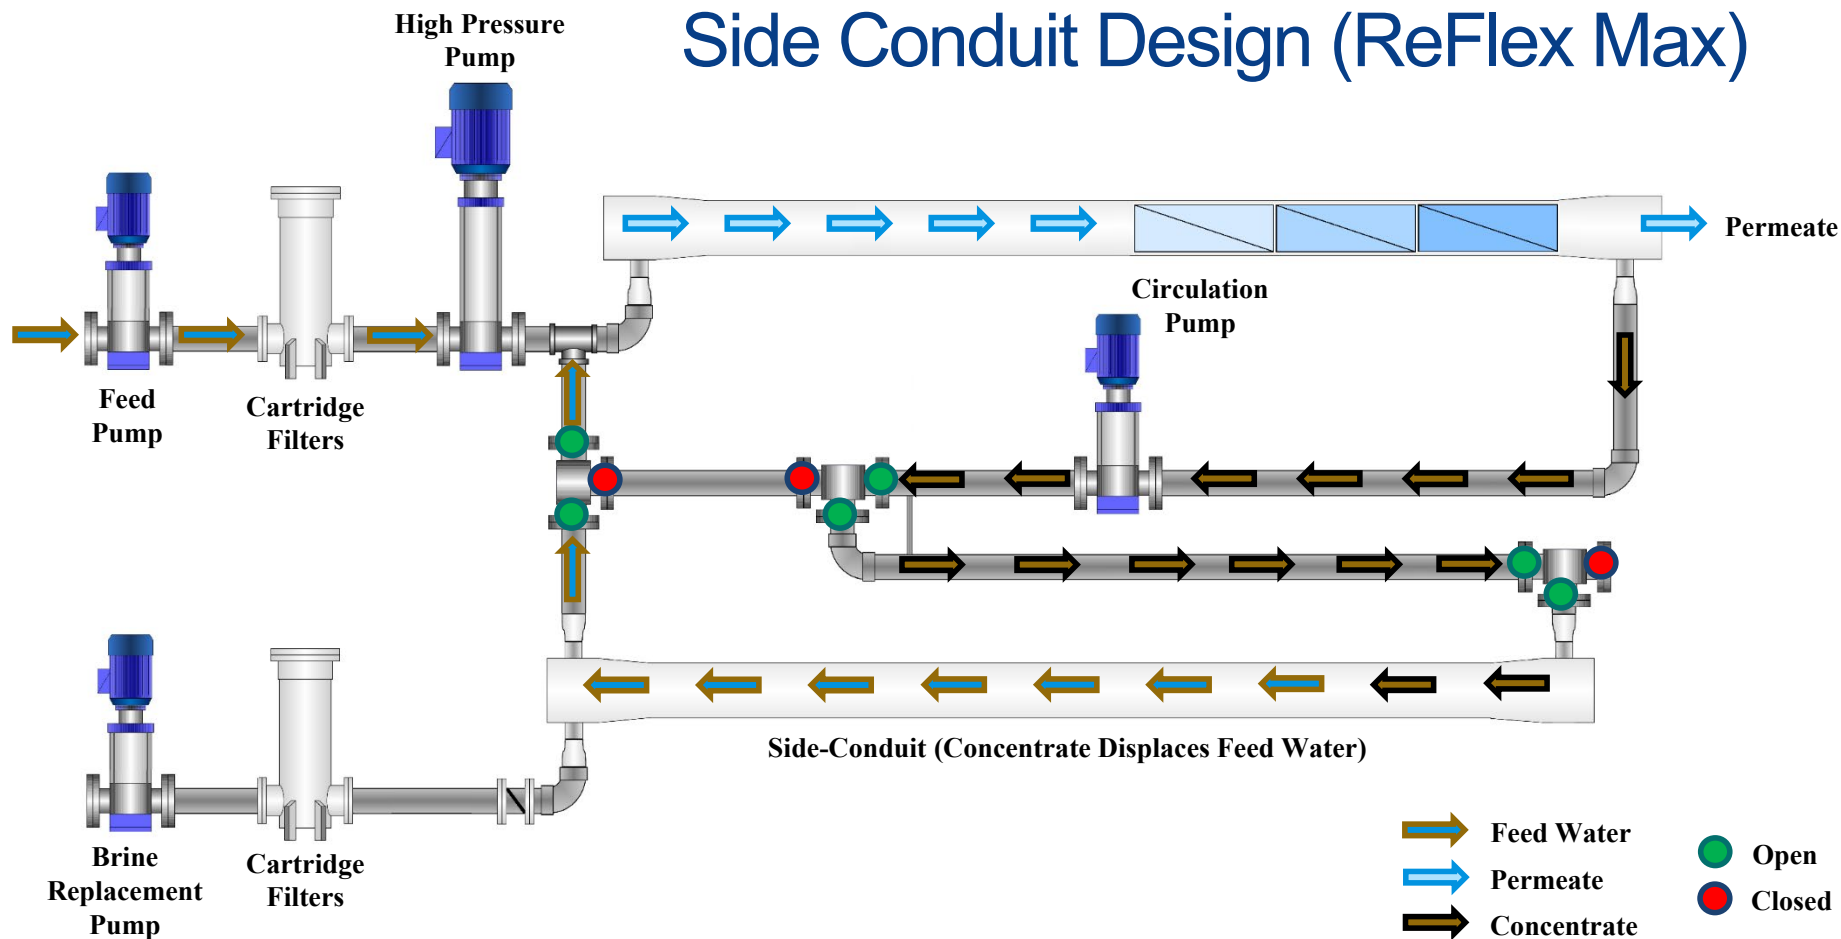 Side Conduit Design (ReFlex Max)
High Pressure
Pump
Permeate
Circulation
Pump
Feed
Pump
Cartridge
Filters
Side-Conduit (Concentrate Displaces Feed Water)
Brine
Replacement
Pump
Cartridge
Filters
Feed Water
Permeate
Concentrate
Open
Closed